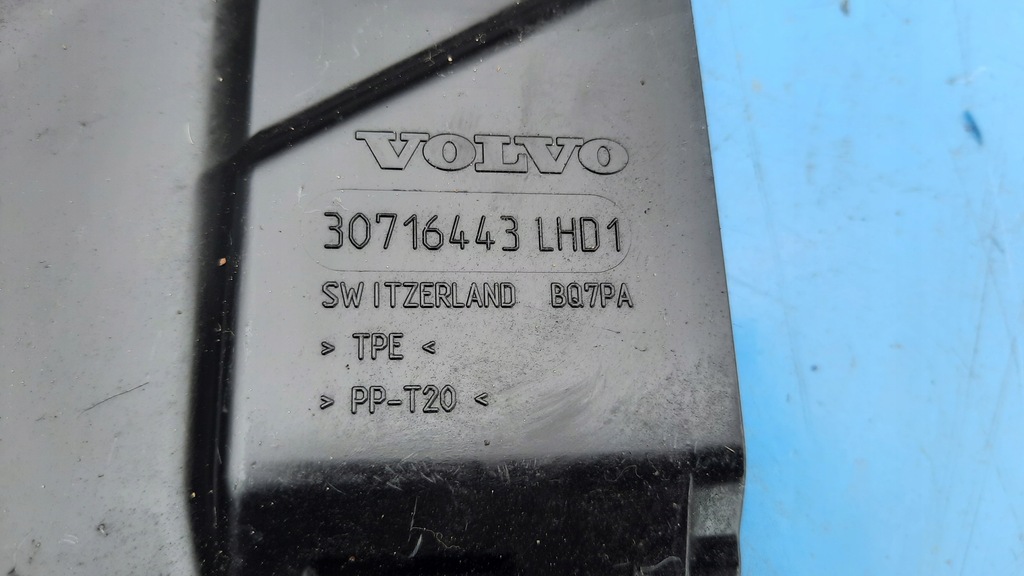 VOLVO
30716443 LHD1
SWITZERLAND BQ7PA
> TPE <
> PP-T20 <